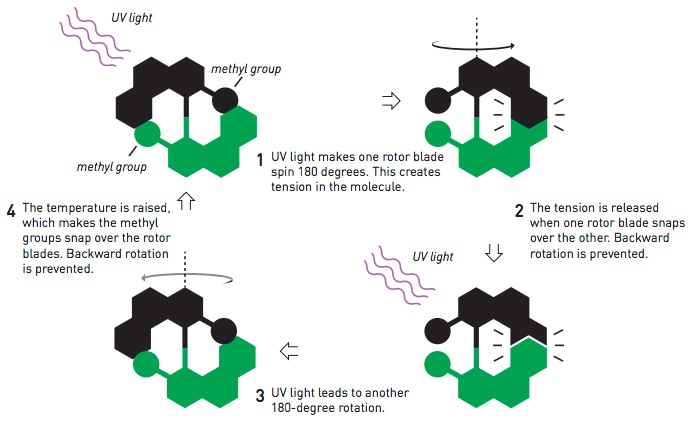 UV light
methyl group
methyl group
1 UV light makes one rotor blade
spin 180 degrees. This creates
tension in the molecule.
2 The tension is released
when one rotor blade snaps
over the other. Backward
rotation is prevented.
UV light
3 UV light leads to another
180-degree rotation.
4 The temperature is raised,
which makes the methyl
groups snap over the rotor
blades. Backward rotation
is prevented.